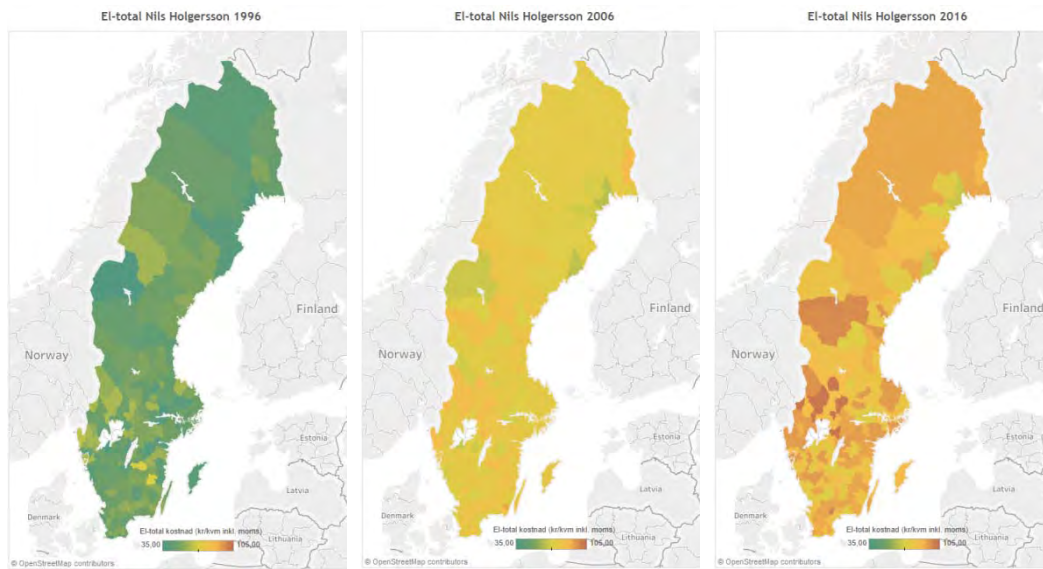 El-total Nils Holgersson 1996
Finland
Norway
Estonia
Latvia
Denmark
Lithuania
El-total kostnad (kr/kvm inkl. moms)
35,00 105,00
© OpenStreetMap contributors
El-total Nils Holgersson 2006
Finland
Norway
Estonia
Latvia
Denmark
Lithuania
El-total kostnad (kr/kvm inkl. moms)
35,00 105,00
© OpenStreetMap contributors
El-total Nils Holgersson 2016
Finland
Norway
Estonia
Latvia
Denmark
Lithuania
El-total kostnad (kr/kvm inkl. moms)
35,00 105,00
© OpenStreetMap contributors